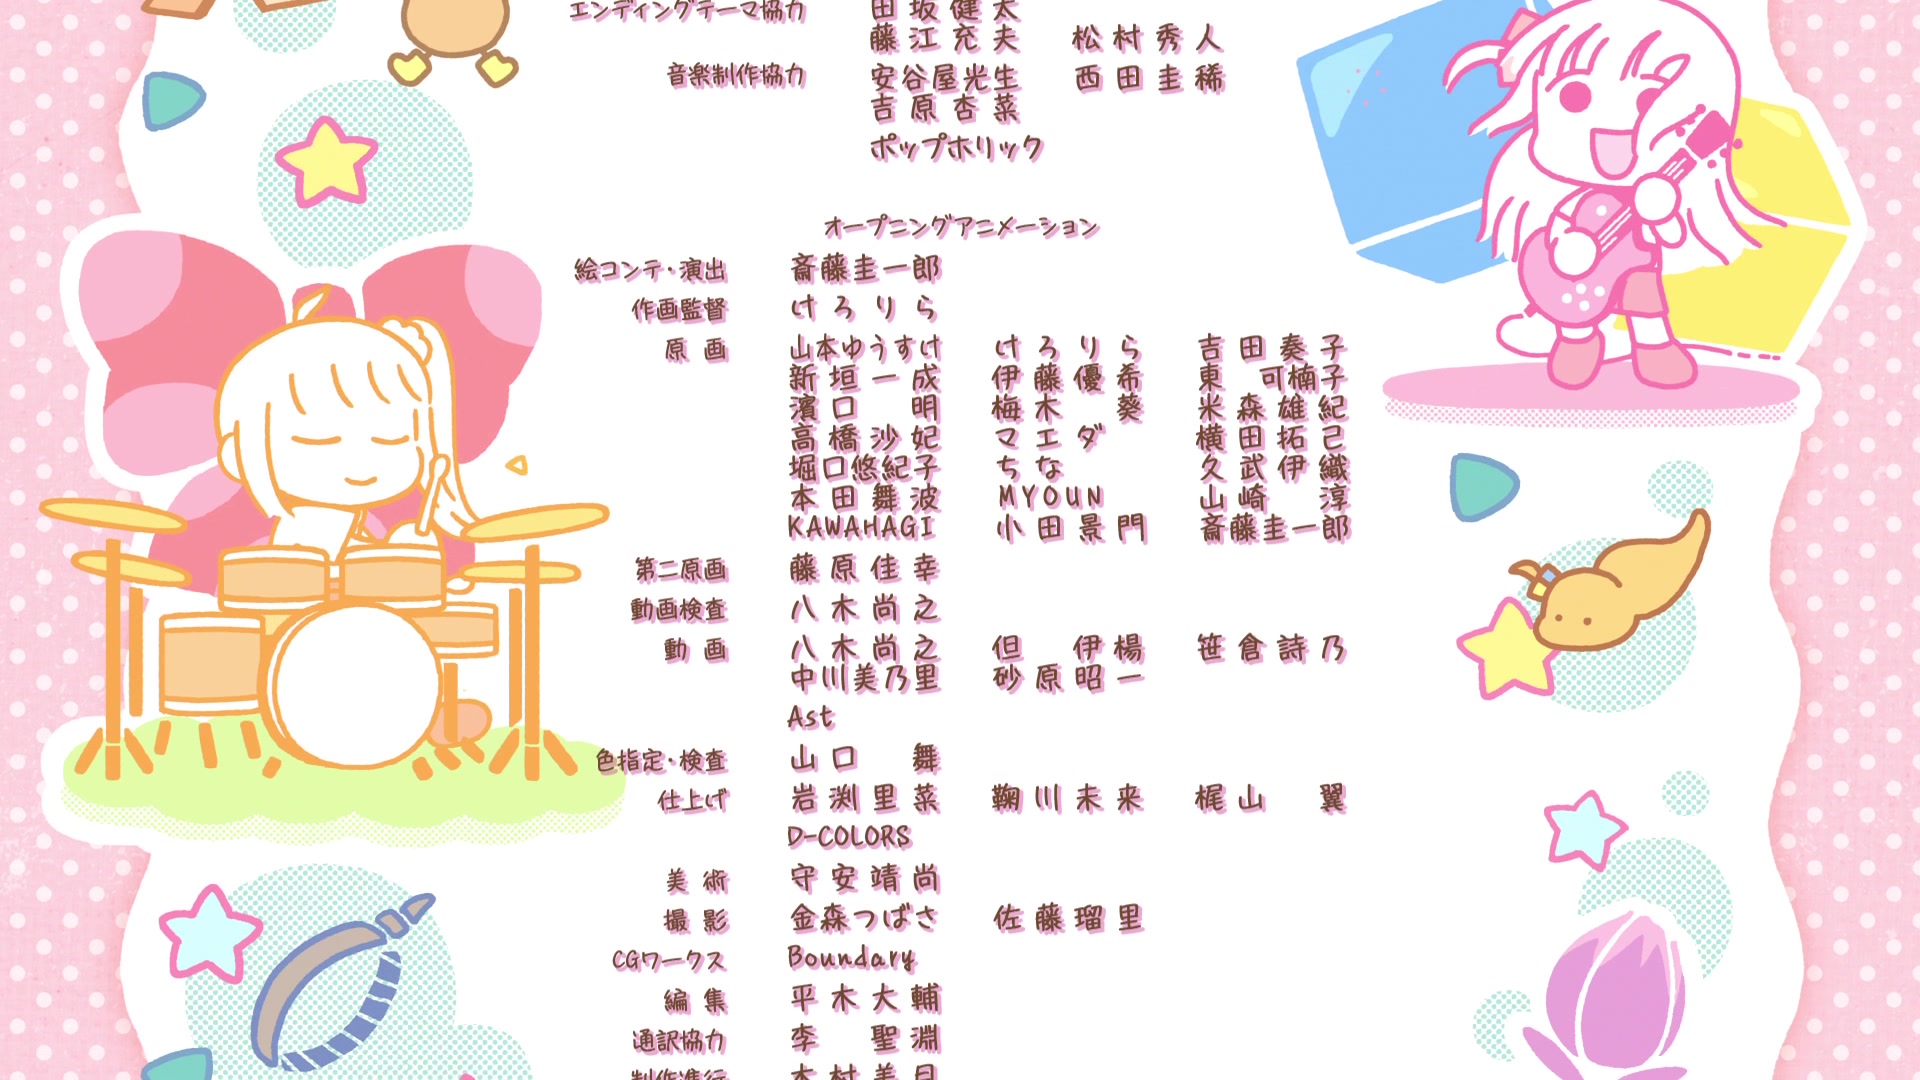 エンディングテーマ協力 田坂健太
藤江充夫 松村秀人
音楽制作協力 安谷屋光生 西田圭稀
吉原杏菜
ポップホリック
オープニングアニメーション
絵コンテ・演出 斎藤圭一郎
作画監督 けろりら
原画 山本ゆうすけ けろりら 吉田奏子
新垣一成 伊藤優希 東 可楠子
濱口 明 梅木 葵 米森雄紀
高橋沙妃 マエダ 横田拓己
堀口悠紀子 ちな 久武伊織
本田舞波 MYOUN 山崎 淳
KAWAHAGI 小田景門 斎藤圭一郎
第二原画 藤原佳幸
動画検査 八木尚之
動画 八木尚之 但 伊楊 笹倉詩乃
中川美乃里 砂原昭一
Ast
色指定・検査 山口 舞
仕上げ 岩渕里菜 鞠川未来 梶山 翼
D-COLORS
美術 守安靖尚
撮影 金森つばさ 佐藤瑠里
CGワークス Boundary
編集 平木大輔
通訳協力 李 聖淵
制作進行 木村美月